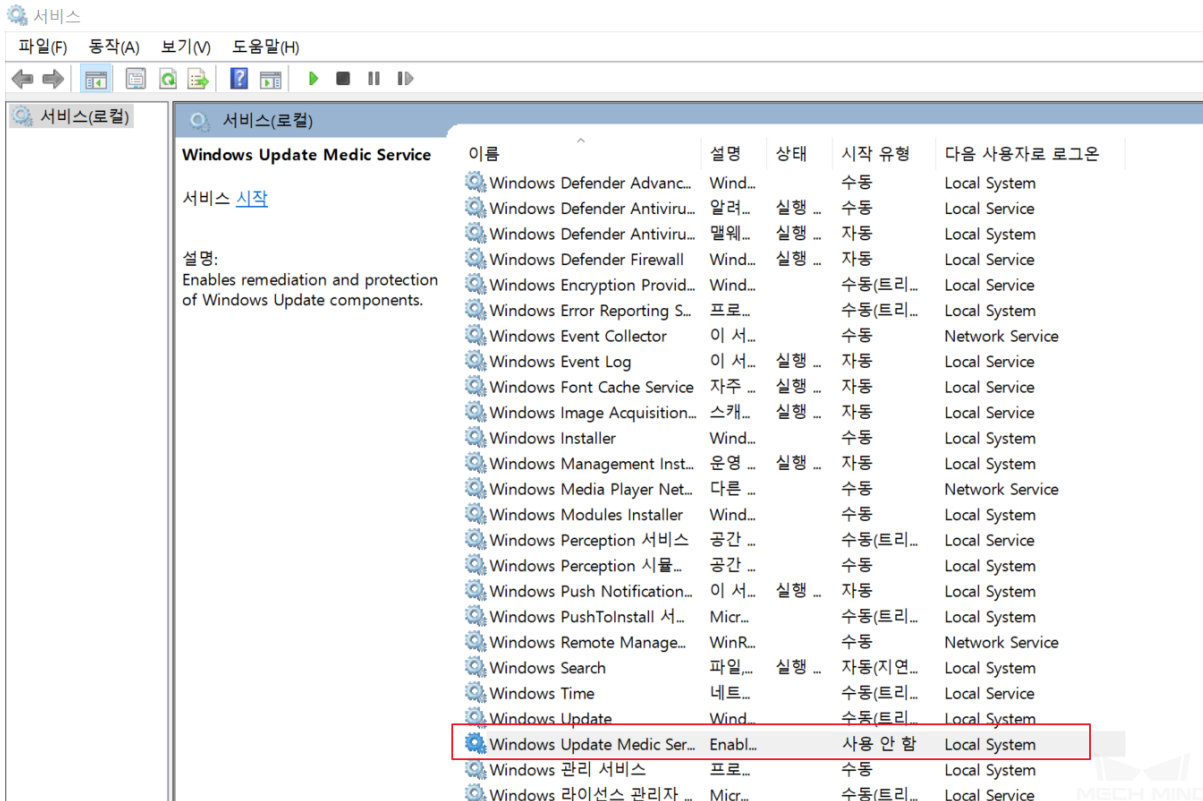 서비스
파일(F) 동작(A) 보기(V) 도움말(H)
서비스(로컬)
서비스(로컬)
Windows Update Medic Service
서비스 시작
설명:
Enables remediation and protection
of Windows Update components.
이름 설명 상태 시작 유형 다음 사용자로 로그온
Windows Defender Advanc... Wind... 수동 Local System
Windows Defender Antiviru... 알려... 실행 ... 수동 Local Service
Windows Defender Antiviru... 맬웨... 실행 ... 자동 Local System
Windows Defender Firewall Wind... 실행 ... 자동 Local Service
Windows Encryption Provid... Wind... 수동(트리... Local Service
Windows Error Reporting S... 프로... 수동(트리... Local System
Windows Event Collector 이 서... 수동 Network Service
Windows Event Log 이 서... 실행 ... 자동 Local Service
Windows Font Cache Service 자주 ... 실행 ... 자동 Local Service
Windows Image Acquisition... 스캐... 실행 ... 자동 Local Service
Windows Installer Wind... 수동 Local System
Windows Management Inst... 운영 ... 실행 ... 자동 Local System
Windows Media Player Net... 다른 ... 수동 Network Service
Windows Modules Installer Wind... 수동 Local System
Windows Perception 서비스 공간 ... 수동(트리... Local Service
Windows Perception 시뮬... 공간 ... 수동 Local System
Windows Push Notification... 이 서... 실행 ... 자동 Local System
Windows PushToInstall 서... Micr... 수동(트리... Local System
Windows Remote Manage... WinR... 수동 Network Service
Windows Search 파일,... 실행 ... 자동(지연... Local System
Windows Time 네트... 수동(트리... Local Service
Windows Update Wind... 수동(트리... Local System
Windows Update Medic Ser... Enabl... 사용 안 함 Local System
Windows 관리 서비스 프로... 수동 Local System
Windows 라이선스 관리자 ... Micr... 수동(트리... Local Service
MECH MIND